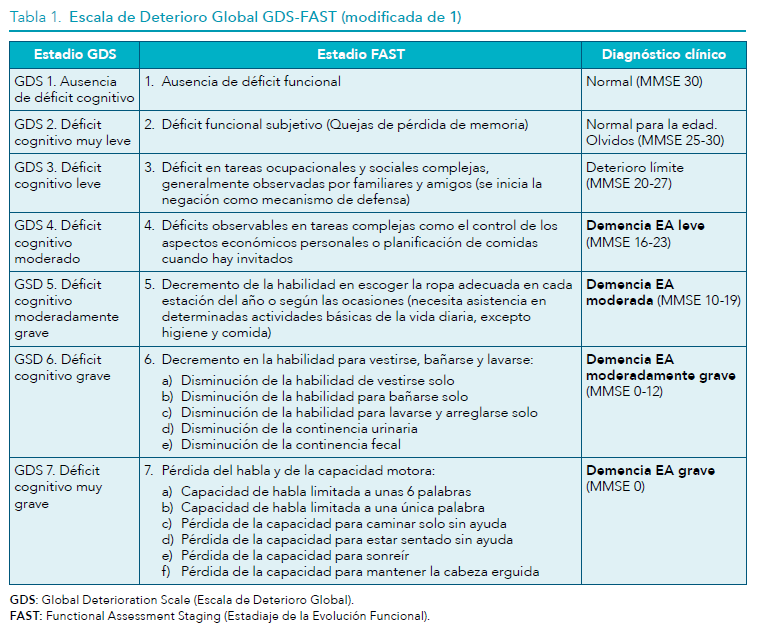 Tabla 1. Escala de Deterioro Global GDS-FAST (modificada de 1)
Estadio GDS
Estadio FAST
Diagnóstico clínico
GDS 1. Ausencia
de déficit cognitivo
1. Ausencia de déficit funcional
Normal (MMSE 30)
GDS 2. Déficit
cognitivo muy leve
2. Déficit funcional subjetivo (Quejas de pérdida de memoria)
Normal para la edad.
Olvidos (MMSE 25-30)
GDS 3. Déficit
cognitivo leve
3. Déficit en tareas ocupacionales y sociales complejas,
generalmente observadas por familiares y amigos (se inicia la
negación como mecanismo de defensa)
Deterioro límite
(MMSE 20-27)
GDS 4. Déficit
cognitivo
moderado
4. Déficits observables en tareas complejas como el control de los
aspectos económicos personales o planificación de comidas
cuando hay invitados
Demencia EA leve
(MMSE 16-23)
GSD 5. Déficit
cognitivo
moderadamente
grave
5. Decremento de la habilidad en escoger la ropa adecuada en cada
estación del año o según las ocasiones (necesita asistencia en
determinadas actividades básicas de la vida diaria, excepto
higiene y comida)
Demencia EA
moderada (MMSE 10-19)
GSD 6. Déficit
cognitivo grave
6. Decremento en la habilidad para vestirse, bañarse y lavarse:
a) Disminución de la habilidad de vestirse solo
b) Disminución de la habilidad para bañarse solo
c) Disminución de la habilidad para lavarse y arreglarse solo
d) Disminución de la continencia urinaria
e) Disminución de la continencia fecal
Demencia EA
moderadamente grave
(MMSE 0-12)
GDS 7. Déficit
cognitivo muy
grave
7. Pérdida del habla y de la capacidad motora:
a) Capacidad de habla limitada a unas 6 palabras
b) Capacidad de habla limitada a una única palabra
c) Pérdida de la capacidad para caminar solo sin ayuda
d) Pérdida de la capacidad para estar sentado sin ayuda
e) Pérdida de la capacidad para sonreír
f) Pérdida de la capacidad para mantener la cabeza erguida
Demencia EA grave
(MMSE 0)
GDS: Global Deterioration Scale (Escala de Deterioro Global).
FAST: Functional Assessment Staging (Estadiaje de la Evolución Funcional).